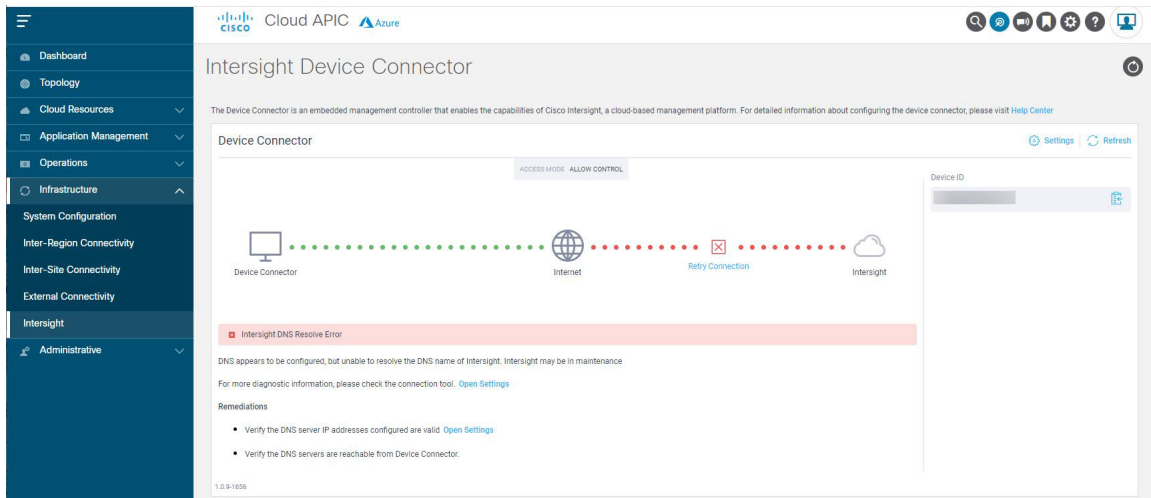 CISCO Cloud APIC Azure
Dashboard
Topology
Cloud Resources
Application Management
Operations
Infrastructure
System Configuration
Inter-Region Connectivity
Inter-Site Connectivity
External Connectivity
Intersight
Administrative
Intersight Device Connector
The Device Connector is an embedded management controller that enables the capabilities of Cisco Intersight, a cloud-based management platform. For detailed information about configuring the device connector, please visit Help Center
Device Connector
Settings Refresh
ACCESS MODE ALLOW CONTROL
Device ID
Device Connector
Internet
Retry Connection
Intersight
Intersight DNS Resolve Error
DNS appears to be configured, but unable to resolve the DNS name of Intersight. Intersight may be in maintenance
For more diagnostic information, please check the connection tool. Open Settings
Remediations
• Verify the DNS server IP addresses configured are valid Open Settings
• Verify the DNS servers are reachable from Device Connector.
1.0.9-1656